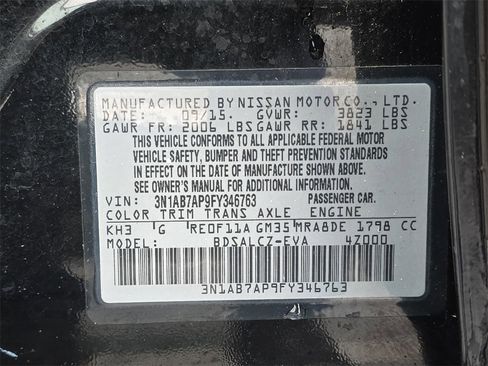 MANUFACTURED BY NISSAN MOTOR CO., LTD.
DATE: 09/15. GVWR: 3823 LBS
GAWR FR: 2006 LBS GAWR RR: 1841 LBS
THIS VEHICLE CONFORMS TO ALL APPLICABLE FEDERAL MOTOR
VEHICLE SAFETY, BUMPER AND THEFT PREVENTION STANDARDS
IN EFFECT ON THE DATE OF MANUFACTURE SHOWN ABOVE.
SEE OWNER'S MANUAL FOR ADDITIONAL INFORMATION.
VIN: 3N1AB7AP9FY346763 PASSENGER CAR.
COLOR TRIM TRANS AXLE ENGINE
KH3 G RE0F11A GM35 MRA8DE 1798 CC
MODEL: BDSALCZ-EVA 4Z000
3N1AB7AP9FY346763